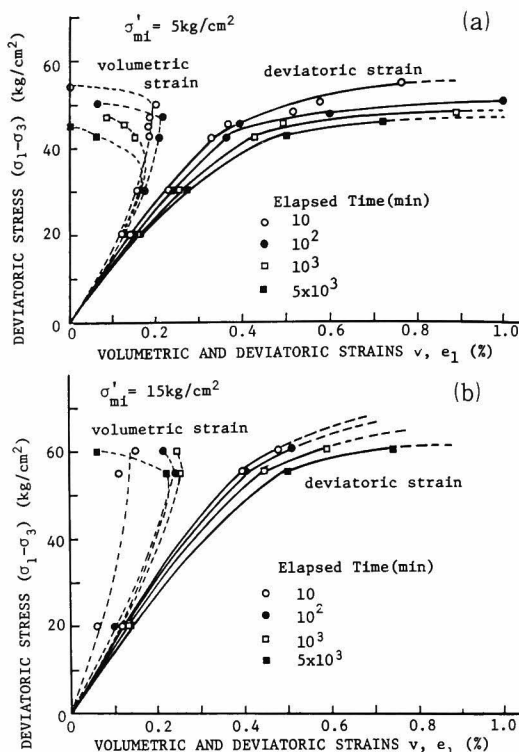 σ'mi = 5kg/cm²
(a)
volumetric strain
deviatoric strain
DEVIATORIC STRESS (σ₁-σ₃) (kg/cm²)
60
40
20
0
Elapsed Time(min)
10
10²
10³
5x10³
0 0.2 0.4 0.6 0.8 1.0
VOLUMETRIC AND DEVIATORIC STRAINS v, e₁ (%)
σ'mi = 15kg/cm²
(b)
volumetric strain
deviatoric strain
DEVIATORIC STRESS (σ₁-σ₃) (kg/cm²)
60
40
20
0
Elapsed Time(min)
10
10²
10³
5x10³
0 0.2 0.4 0.6 0.8
VOLUMETRIC AND DEVIATORIC STRAINS v, e₁ (%)